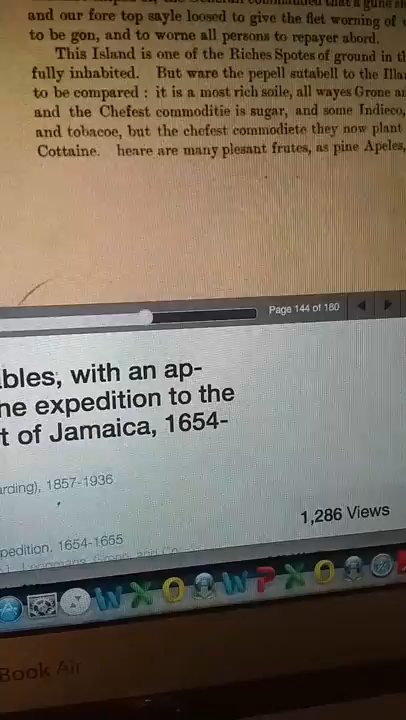 and our fore top sayle loosed to give the flet worning of
to be gon, and to worne all persons to repayer abord.
This Island is one of the Riches Spotes of ground in th
fully inhabited. But ware the pepell sutabell to the Illa
to be compared : it is a most rich soile, all wayes Grone a
and the Chefest commoditie is sugar, and some Indieco,
and tobacoe, but the chefest commodiete they now plant
Cottaine. heare are many plesant frutes, as pine Apeles,
Page 144 of 180
bles, with an ap-
he expedition to the
t of Jamaica, 1654-
arding), 1857-1936
1,286 Views
pedition, 1654-1655
Book Air